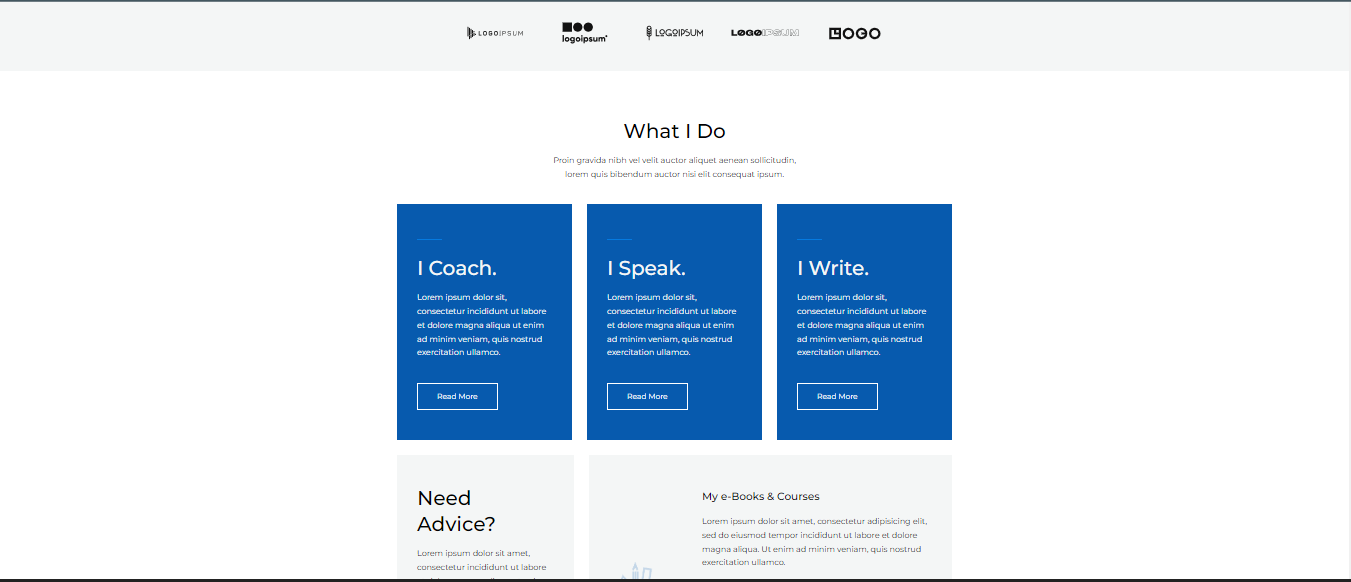 LOGOIPSUM
logoipsum
LOGOIPSUM
LOGOIPSUM
LOGO
What I Do
Proin gravida nibh vel velit auctor aliquet aenean sollicitudin,
lorem quis bibendum auctor nisi elit consequat ipsum.
I Coach.
Lorem ipsum dolor sit,
consectetur incididunt ut labore
et dolore magna aliqua ut enim
ad minim veniam, quis nostrud
exercitation ullamco.
Read More
I Speak.
Lorem ipsum dolor sit,
consectetur incididunt ut labore
et dolore magna aliqua ut enim
ad minim veniam, quis nostrud
exercitation ullamco.
Read More
I Write.
Lorem ipsum dolor sit,
consectetur incididunt ut labore
et dolore magna aliqua ut enim
ad minim veniam, quis nostrud
exercitation ullamco.
Read More
Need
Advice?
Lorem ipsum dolor sit amet,
consectetur incididunt ut labore
My e-Books & Courses
Lorem ipsum dolor sit amet, consectetur adipisicing elit,
sed do eiusmod tempor incididunt ut labore et dolore
magna aliqua. Ut enim ad minim veniam, quis nostrud
exercitation ullamco.